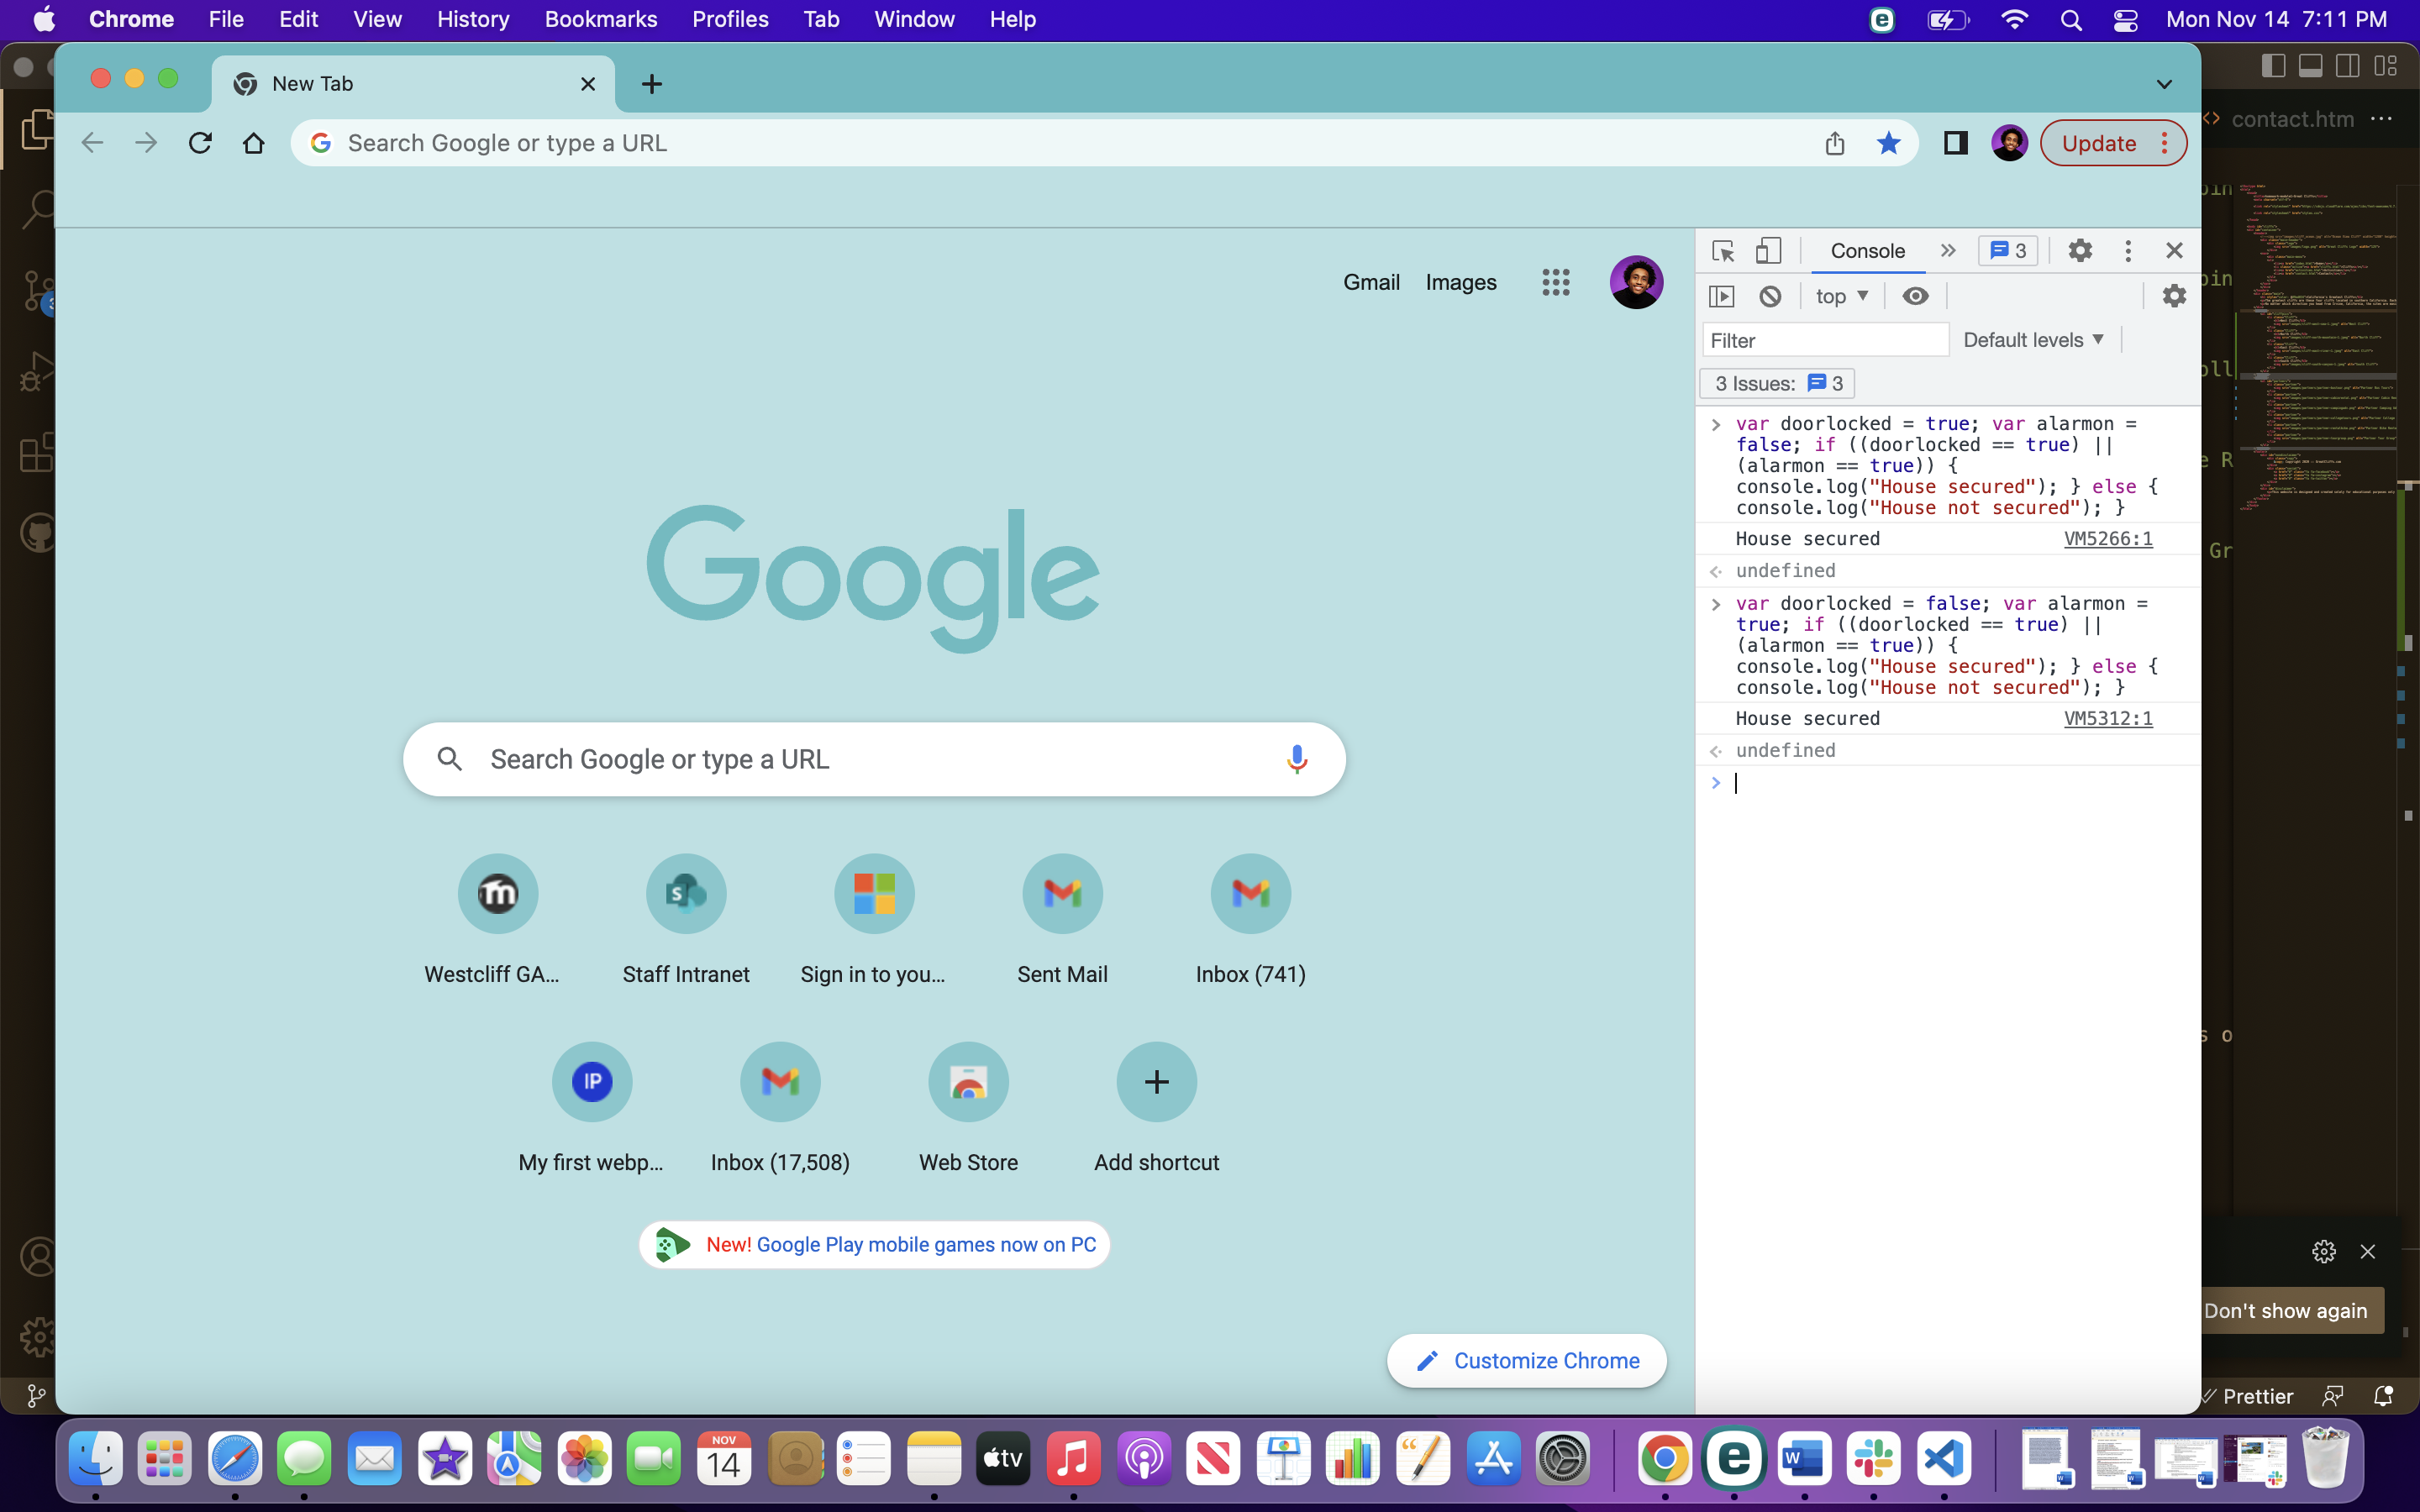 Chrome File Edit View History Bookmarks Profiles Tab Window Help
Mon Nov 14 7:11 PM
New Tab
contact.htm
Search Google or type a URL
Update
Gmail Images
Console
3
top
Filter
Default levels
3 Issues: 3
var doorlocked = true; var alarmon =
false; if ((doorlocked == true) ||
(alarmon == true)) {
console.log("House secured"); } else {
console.log("House not secured"); }
House secured VM5266:1
undefined
var doorlocked = false; var alarmon =
true; if ((doorlocked == true) ||
(alarmon == true)) {
console.log("House secured"); } else {
console.log("House not secured"); }
House secured VM5312:1
undefined
Google
Search Google or type a URL
Westcliff GA...
Staff Intranet
Sign in to you...
Sent Mail
Inbox (741)
IP
My first webp...
Inbox (17,508)
Web Store
Add shortcut
New! Google Play mobile games now on PC
Customize Chrome
Don't show again
Prettier
NOV
14
tv